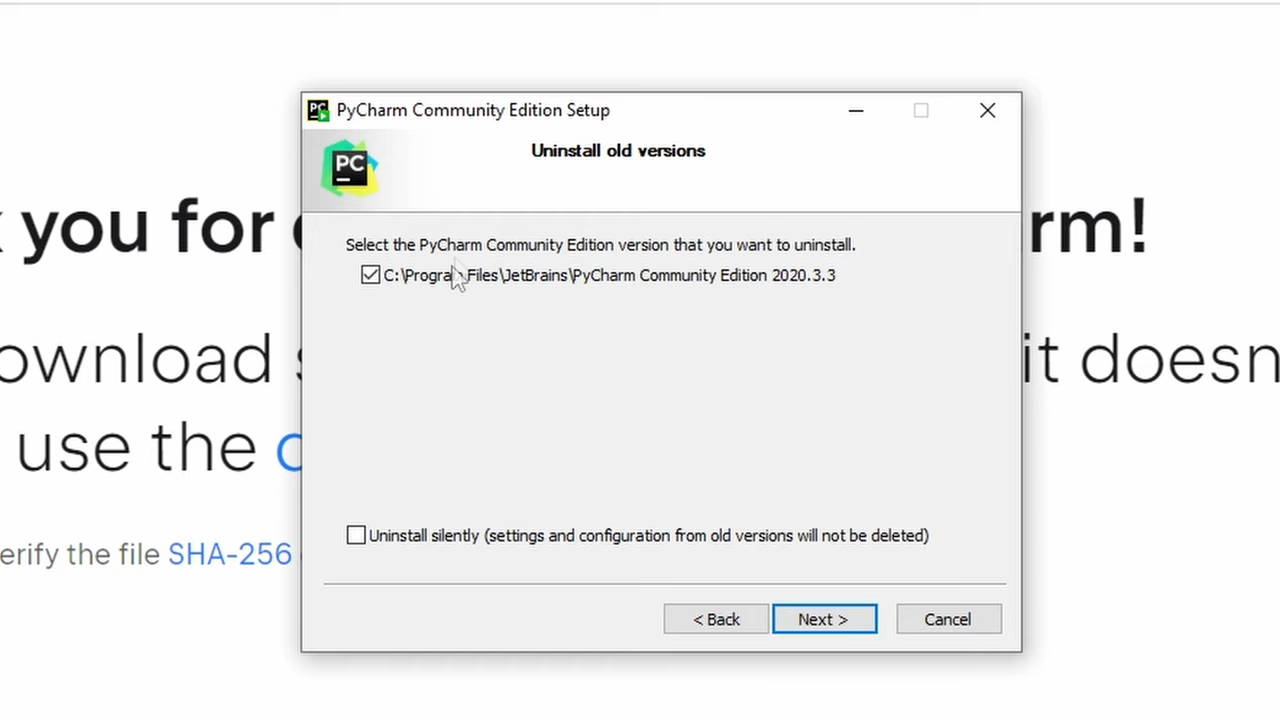 PyCharm Community Edition Setup
PC
Uninstall old versions
you for
rm!
Select the PyCharm Community Edition version that you want to uninstall.
C:\Program Files\JetBrains\PyCharm Community Edition 2020.3.3
ownload
it doesn
use the
Uninstall silently (settings and configuration from old versions will not be deleted)
erify the file SHA-256
< Back Next > Cancel